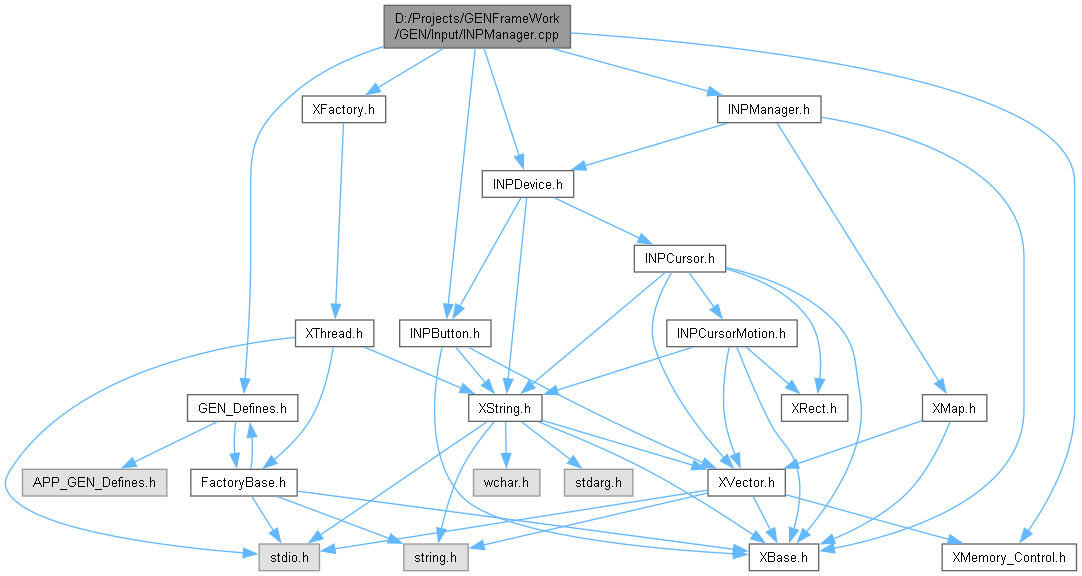 D:/Projects/GENFrameWork
/GEN/Input/INPManager.cpp
XFactory.h
INPManager.h
INPDevice.h
INPCursor.h
XThread.h
INPButton.h
INPCursorMotion.h
GEN_Defines.h
XString.h
XRect.h
XMap.h
APP_GEN_Defines.h
FactoryBase.h
wchar.h
stdarg.h
XVector.h
stdio.h
string.h
XBase.h
XMemory_Control.h